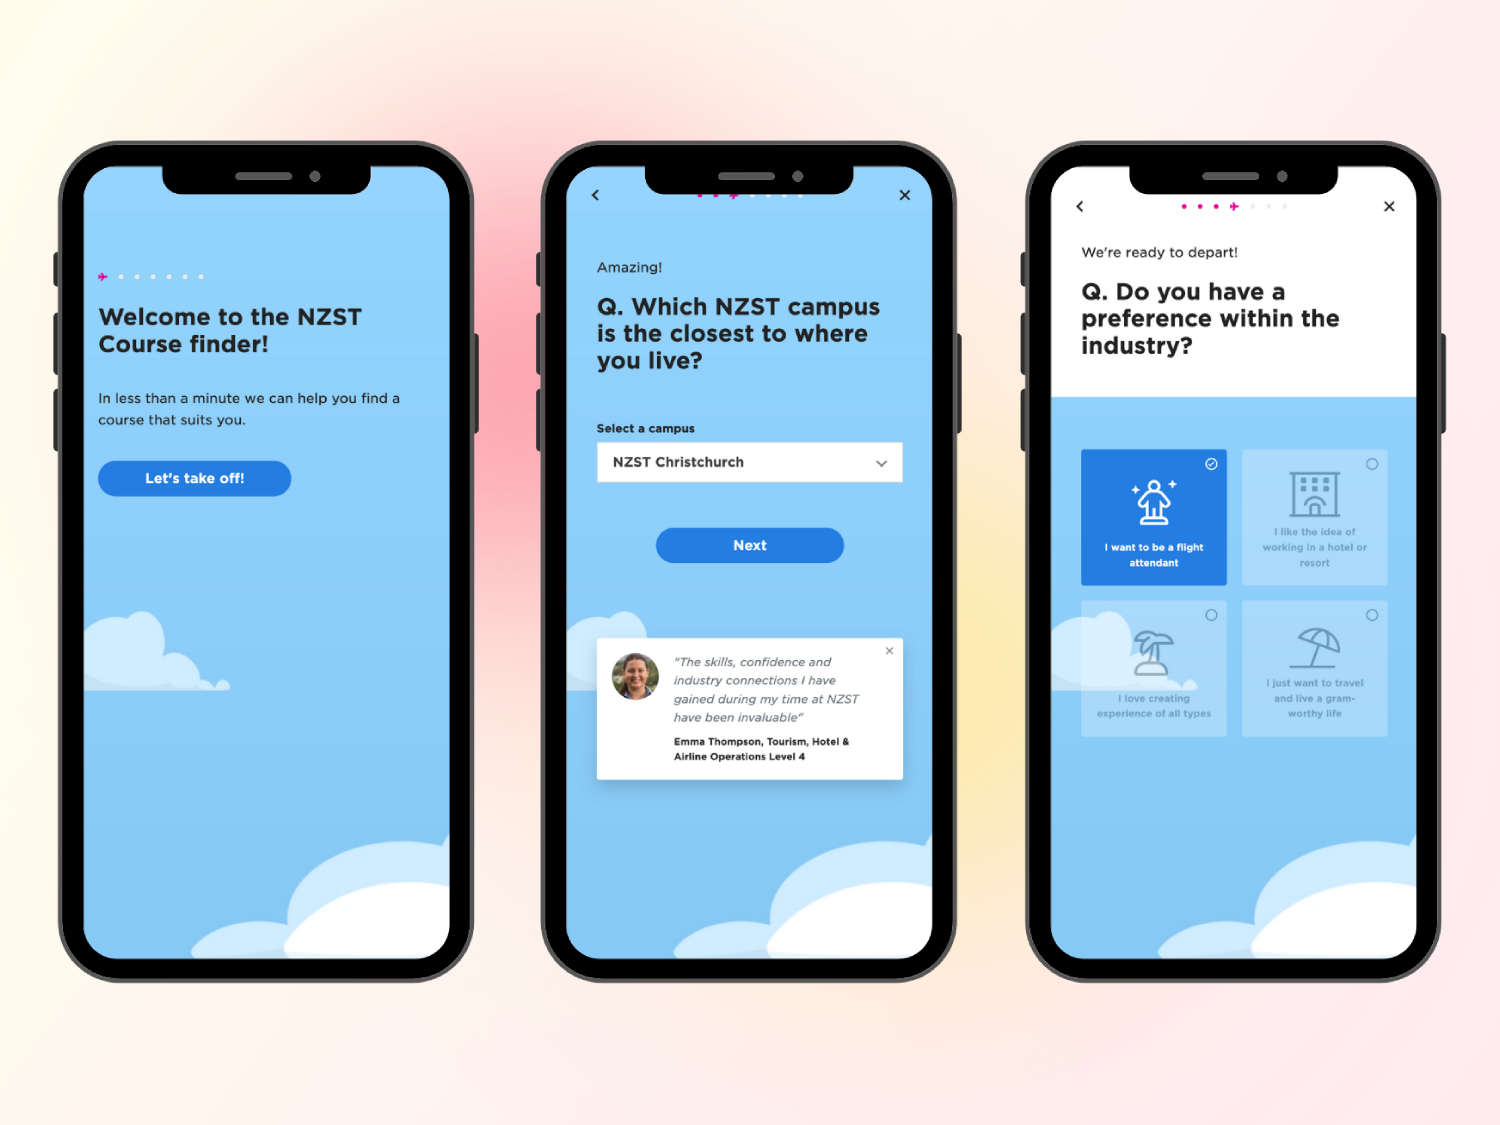 Welcome to the NZST
Course finder!
In less than a minute we can help you find a
course that suits you.
Let's take off!
Amazing!
Q. Which NZST campus
is the closest to where
you live?
Select a campus
NZST Christchurch
Next
"The skills, confidence and
industry connections I have
gained during my time at NZST
have been invaluable"
Emma Thompson, Tourism, Hotel &
Airline Operations Level 4
We're ready to depart!
Q. Do you have a
preference within the
industry?
I want to be a flight
attendant
I like the idea of
working in a hotel or
resort
I love creating
experience of all types
I just want to travel
and live a gram-
worthy life